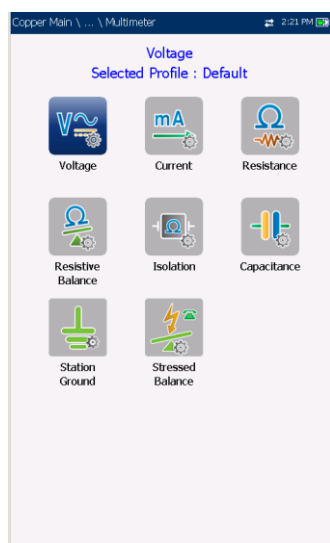 Copper Main \ ... \ Multimeter 2:21 PM
Voltage
Selected Profile : Default
V
mA
Ω
Voltage
Current
Resistance
Ω
Ω
Resistive
Balance
Isolation
Capacitance
Station
Ground
Stressed
Balance